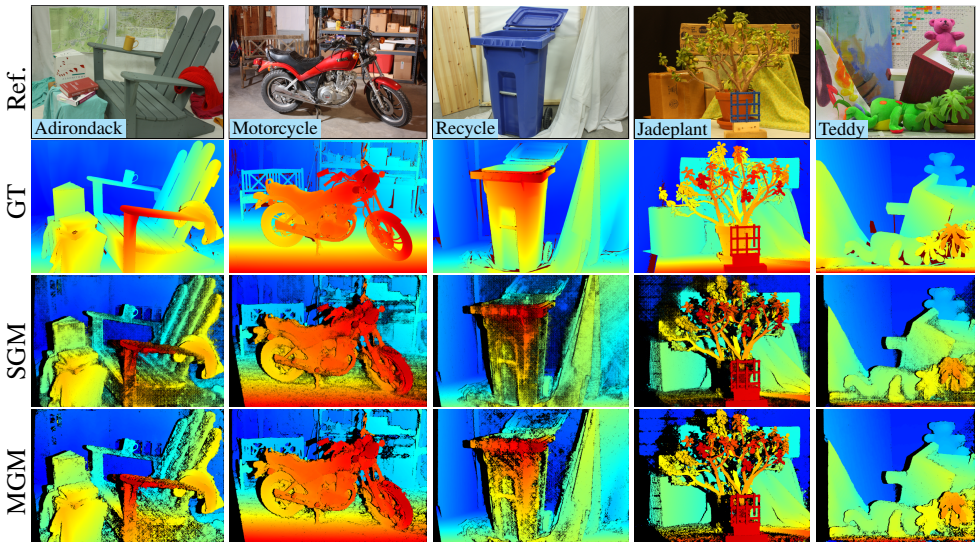 Ref.
Adirondack
Motorcycle
Recycle
Jadeplant
Teddy
GT
SGM
MGM